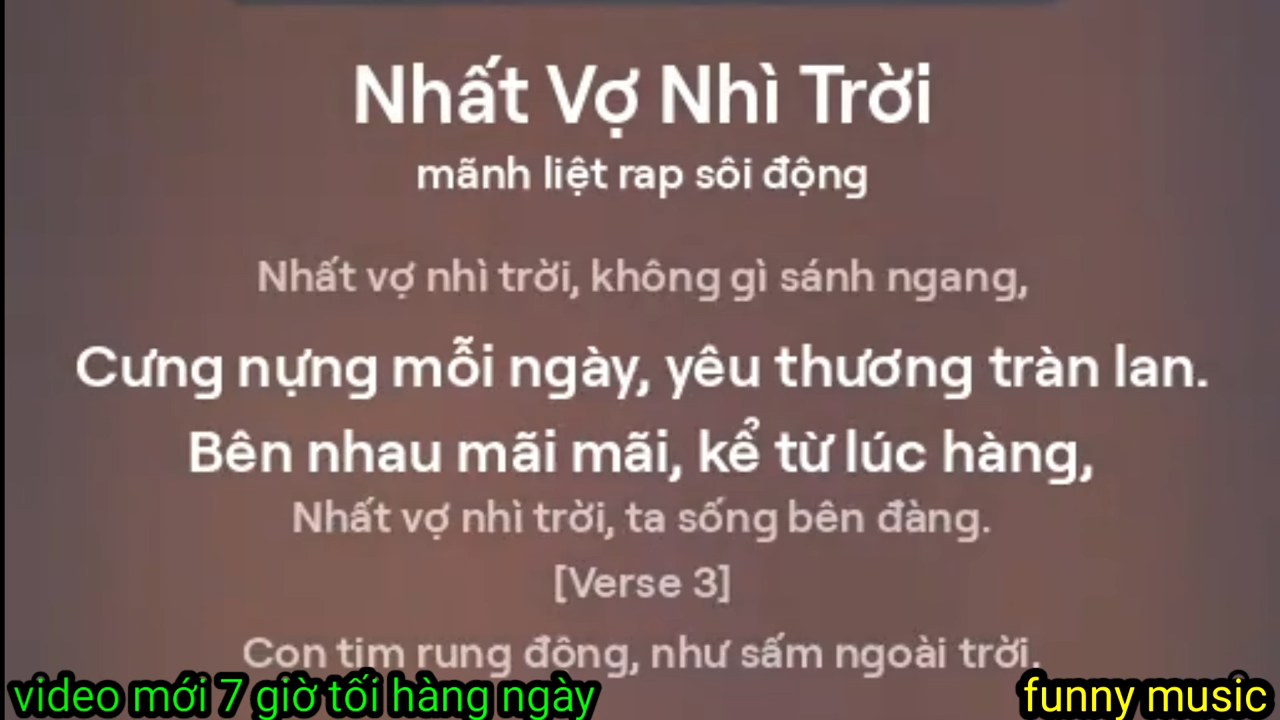 Nhất Vợ Nhì Trời
mãnh liệt rap sôi động
Nhất vợ nhì trời, không gì sánh ngang,
Cưng nựng mỗi ngày, yêu thương tràn lan.
Bên nhau mãi mãi, kể từ lúc hàng,
Nhất vợ nhì trời, ta sống bên đàng.
[Verse 3]
Con tim rung động, như sấm ngoài trời.
video mới 7 giờ tối hàng ngày
funny music